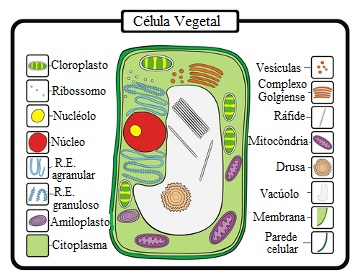 Célula Vegetal
Cloroplasto
Ribossomo
Nucléolo
Núcleo
R.E.
agranular
R.E.
granuloso
Amiloplasto
Citoplasma
Vesículas
Complexo
Golgiense
Ráfide
Mitocôndria
Drusa
Vacúolo
Membrana
Parede
celular